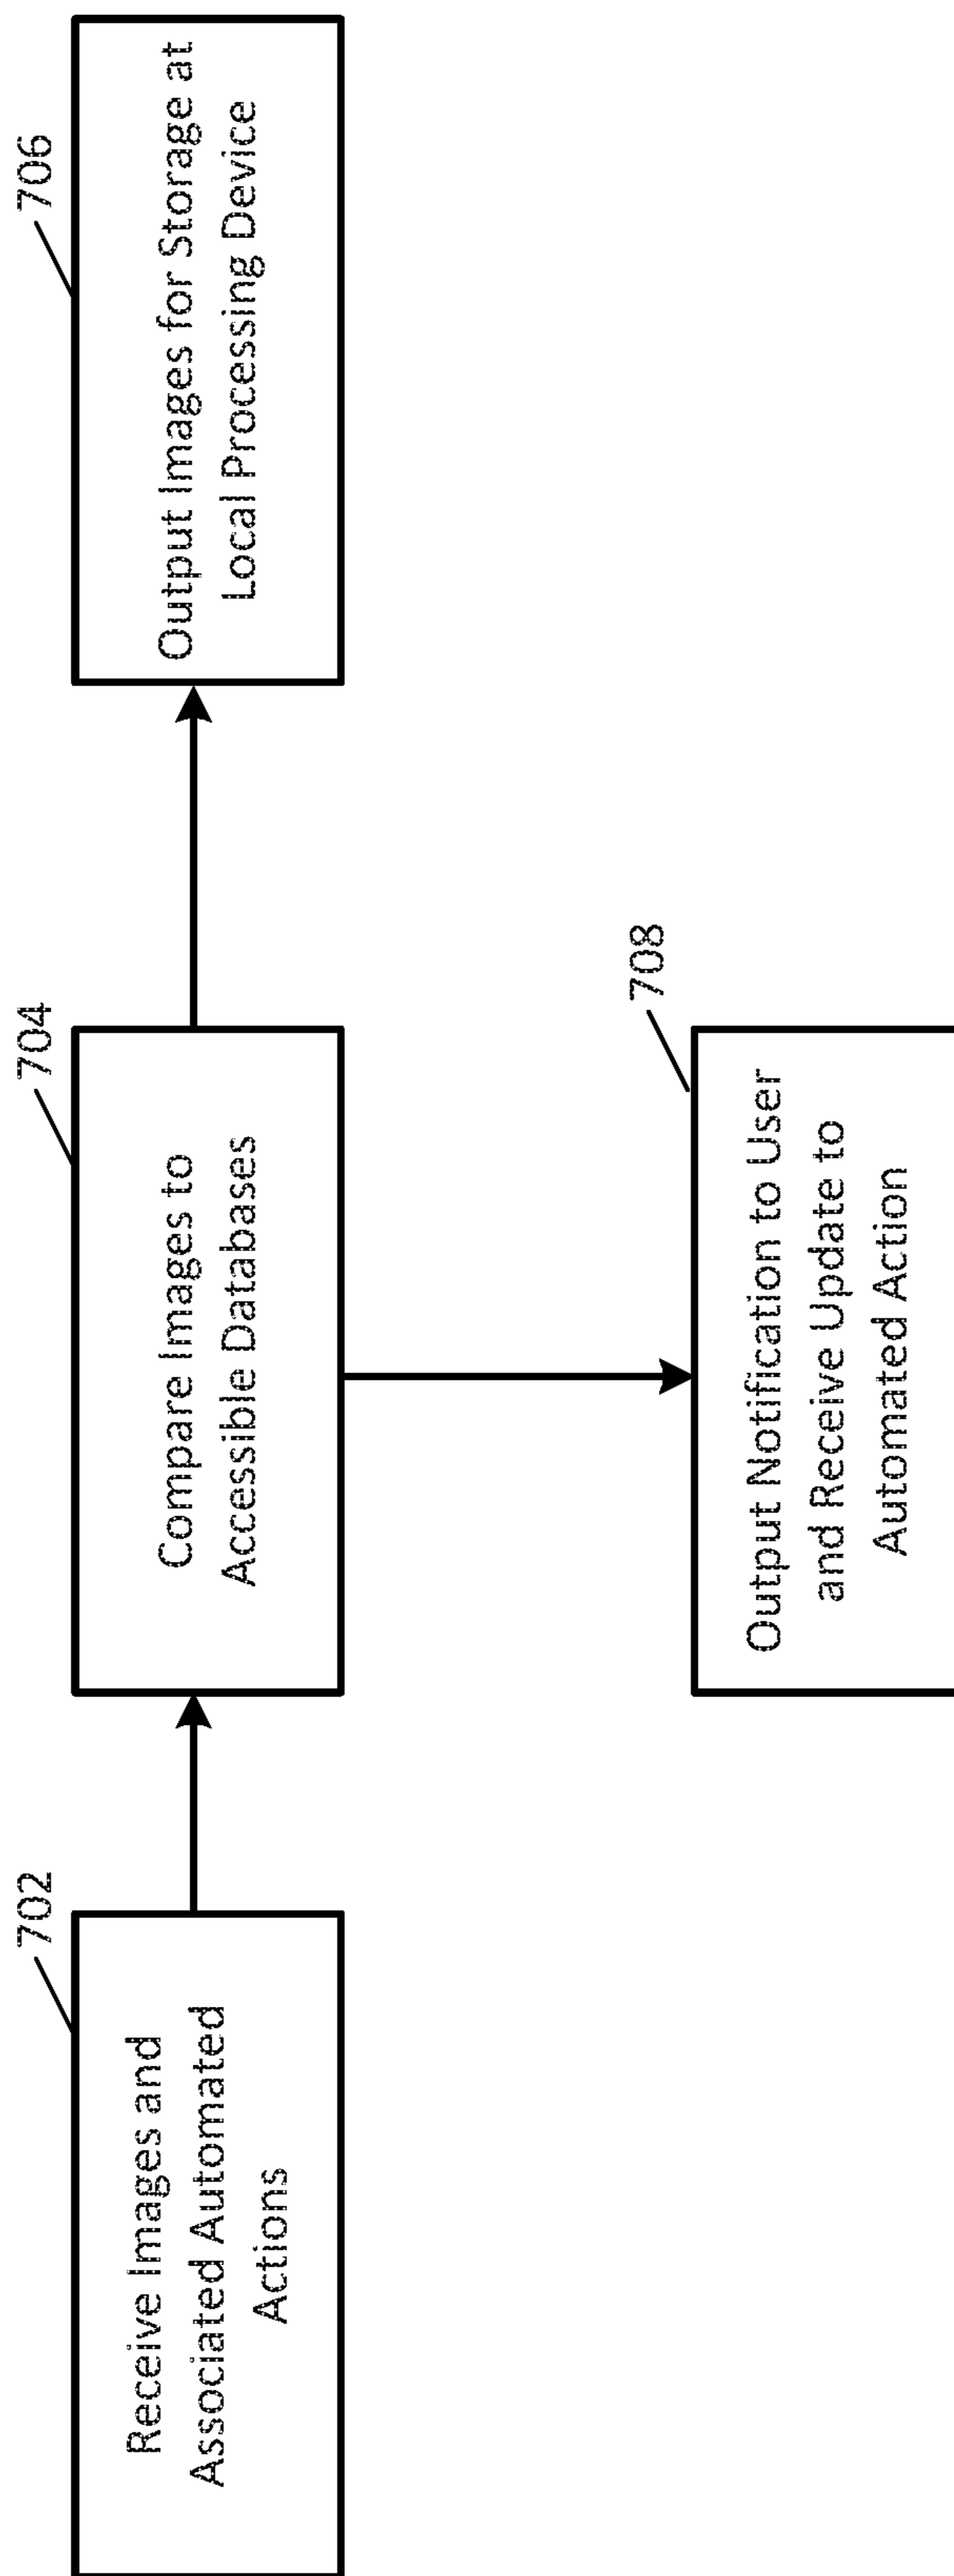 702
Receive Images and
Associated Automated
Actions
704
Compare Images to
Accessible Databases
706
Output Images for Storage at
Local Processing Device
708
Output Notification to User
and Receive Update to
Automated Action